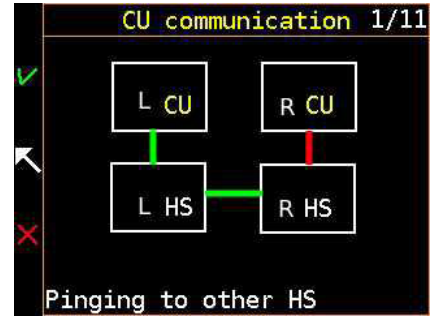 CU communication 1/11
L CU
R CU
L HS
R HS
Pinging to other HS